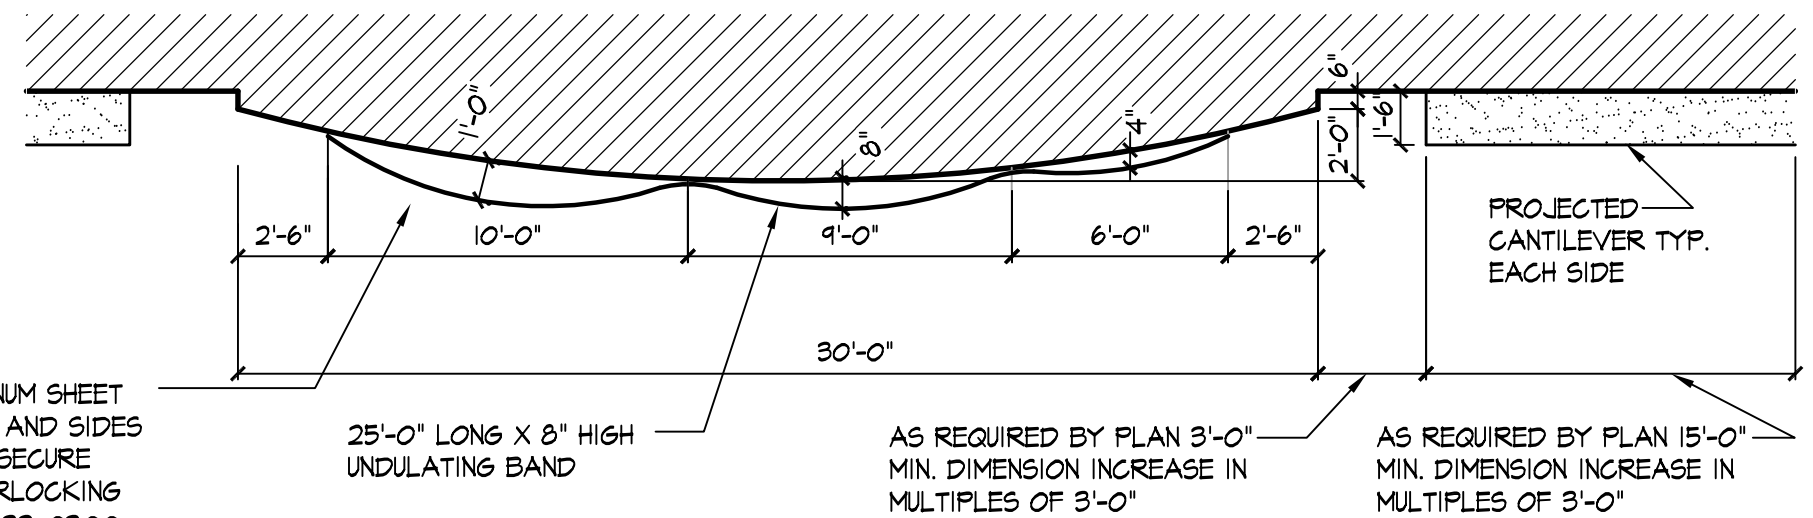 6"
1'-0"
4"
1'-6"
8"
2'-0"
PROJECTED
CANTILEVER TYP.
EACH SIDE
2'-6"
10'-0"
9'-0"
6'-0"
2'-6"
30'-0"
SHEET
AND SIDES
SECURE
25'-0" LONG X 8" HIGH
UNDULATING BAND
AS REQUIRED BY PLAN 3'-0"
MIN. DIMENSION INCREASE IN
MULTIPLES OF 3'-0"
AS REQUIRED BY PLAN 15'-0"
MIN. DIMENSION INCREASE IN
MULTIPLES OF 3'-0"